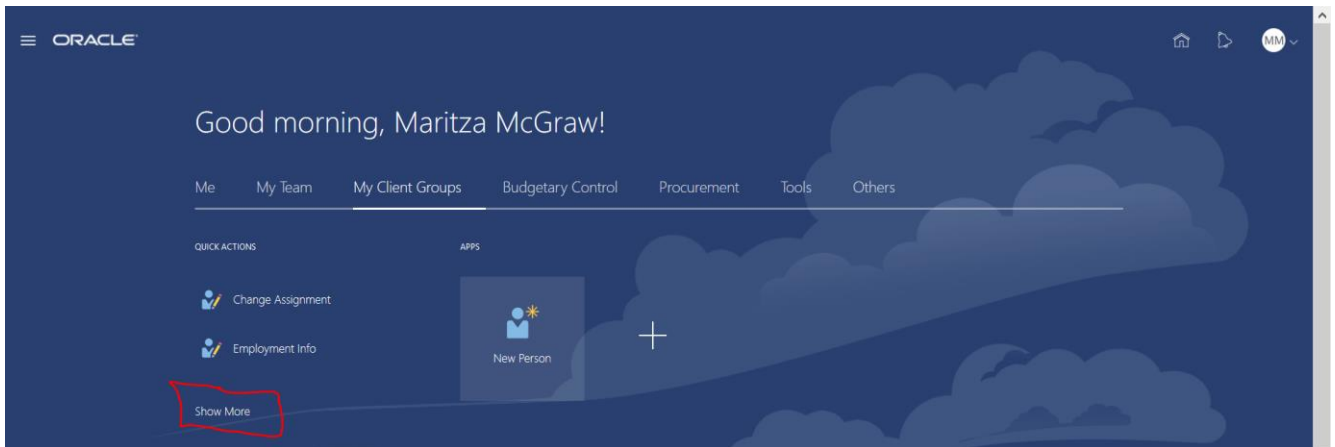 ORACLE
MM
Good morning, Maritza McGraw!
Me My Team My Client Groups Budgetary Control Procurement Tools Others
QUICK ACTIONS APPS
Change Assignment
Employment Info
New Person
Show More